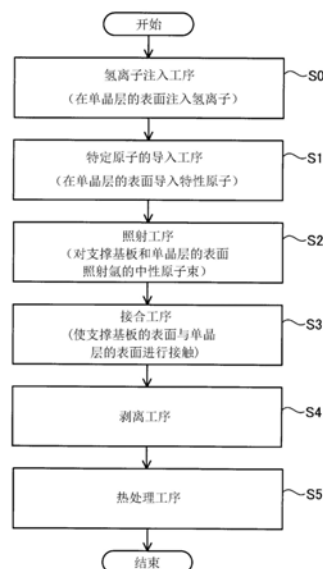 开始
S0
氢离子注入工序
（在单晶层的表面注入氢离子）
S1
特定原子的导入工序
（在单晶层的表面导入特性原子）
S2
照射工序
（对支撑基板和单晶层的表面
照射氩的中性原子束）
S3
接合工序
（使支撑基板的表面与单晶
层的表面进行接触）
S4
剥离工序
S5
热处理工序
结束